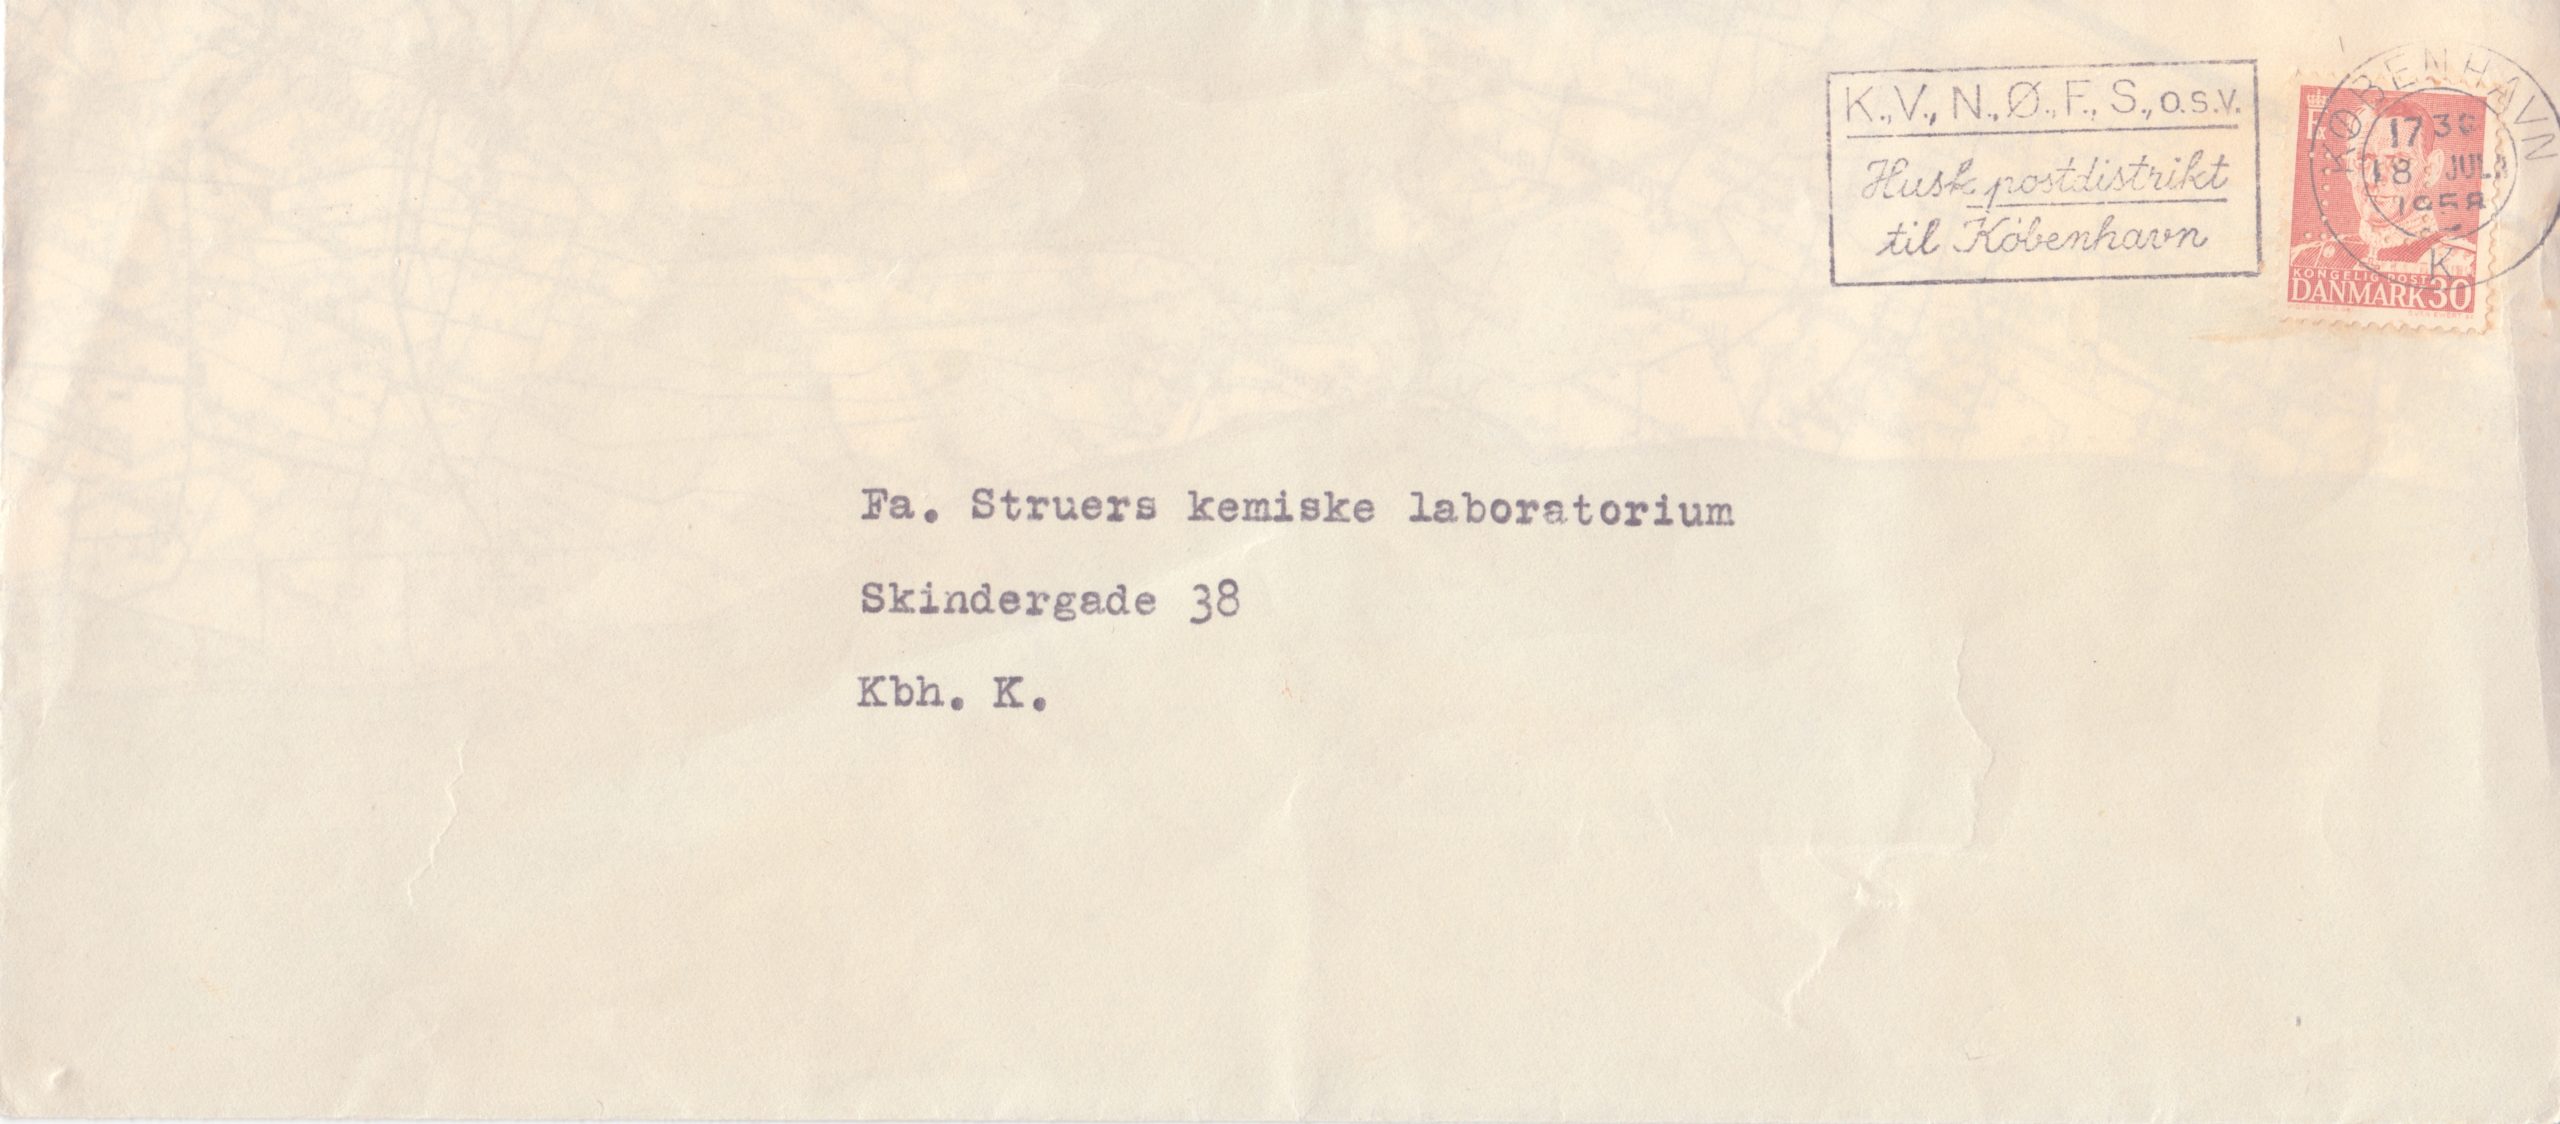 K.,V., N.,Ø.,F., S., o.s.v.
Husk postdistrikt
til København
KØBENHAVN
1730
18 JUL
1958
K
KONGELIG POST
DANMARK 30
Fa. Struers kemiske laboratorium
Skindergade 38
Kbh. K.